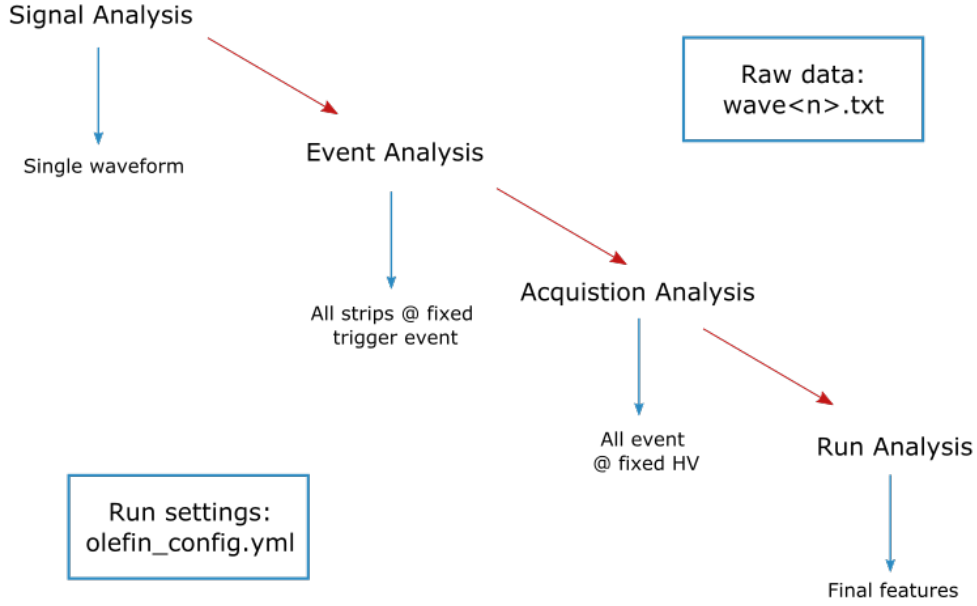 Signal Analysis
Raw data:
wave<n>.txt
Single waveform
Event Analysis
All strips @ fixed
trigger event
Acquistion Analysis
All event
@ fixed HV
Run Analysis
Run settings:
olefin_config.yml
Final features